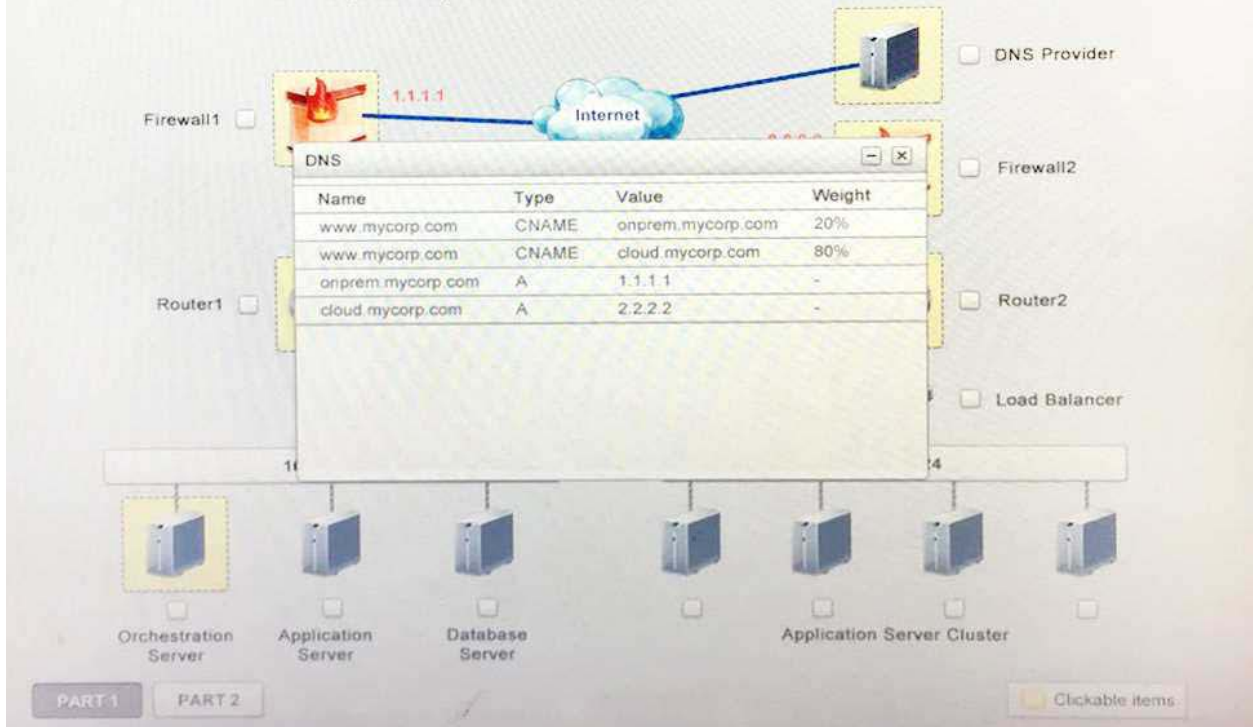 DNS Provider
1.1.1.1
Internet
Firewall1
Firewall2
DNS
Name Type Value Weight
www.mycorp.com CNAME onprem.mycorp.com 20%
www.mycorp.com CNAME cloud.mycorp.com 80%
onprem.mycorp.com A 1.1.1.1 -
cloud.mycorp.com A 2.2.2.2 -
Router1
Router2
Load Balancer
Orchestration Server
Application Server
Database Server
Application Server Cluster
PART 1
PART 2
Clickable items